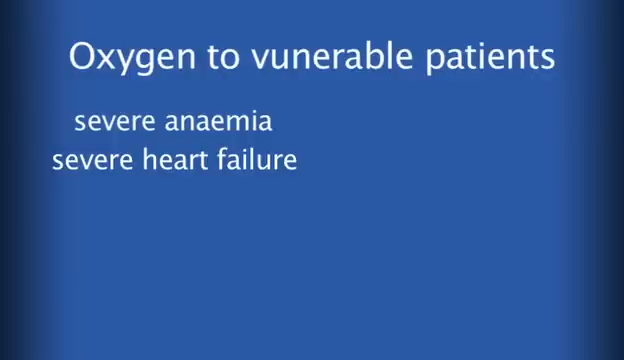 Oxygen to vunerable patients
severe anaemia
severe heart failure